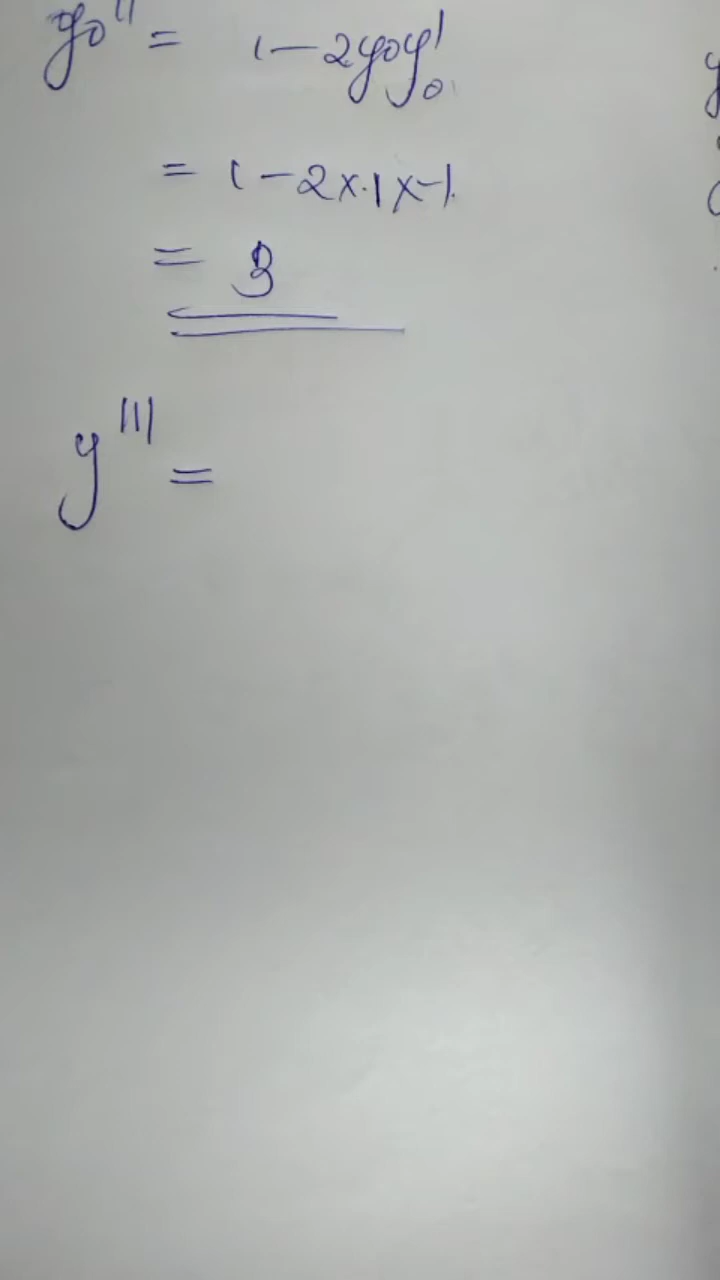 y₀'' = 1 - 2y₀y₀'
= 1 - 2×1×-1
= 3
y''' =